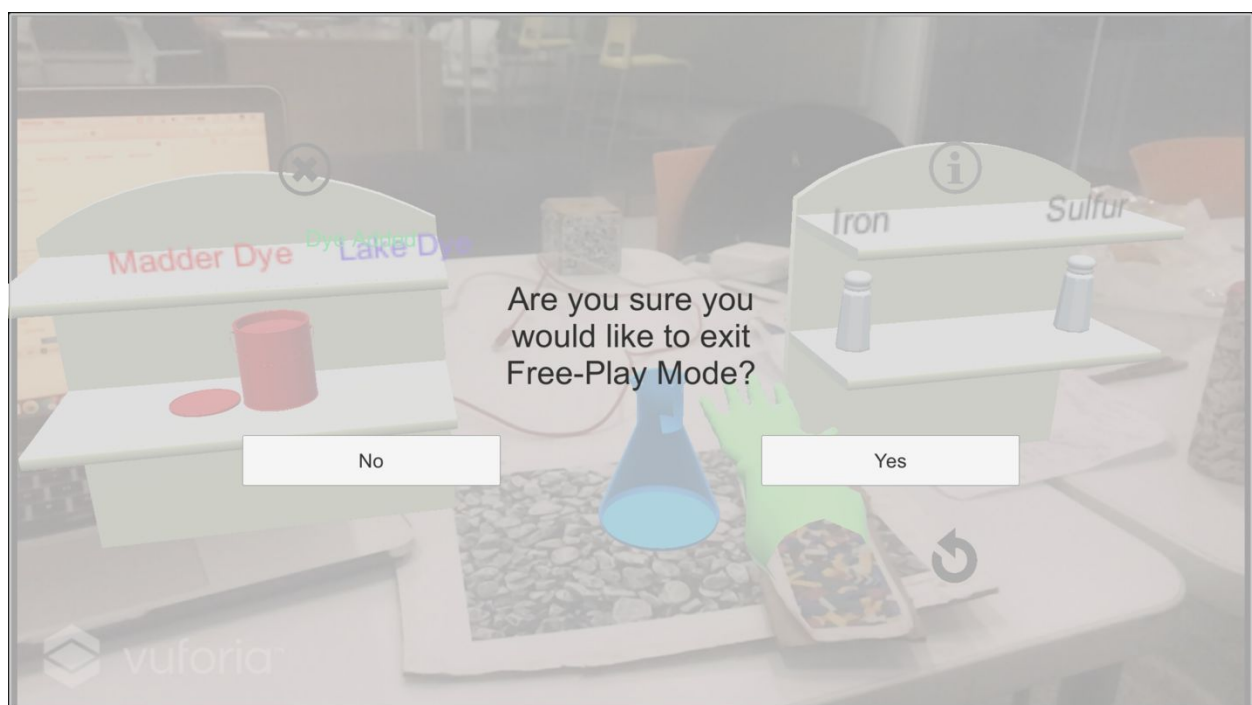 Iron
Sulfur
Dye Added
Madder Dye
Lake Dye
Are you sure you
would like to exit
Free-Play Mode?
No
Yes
vuforia